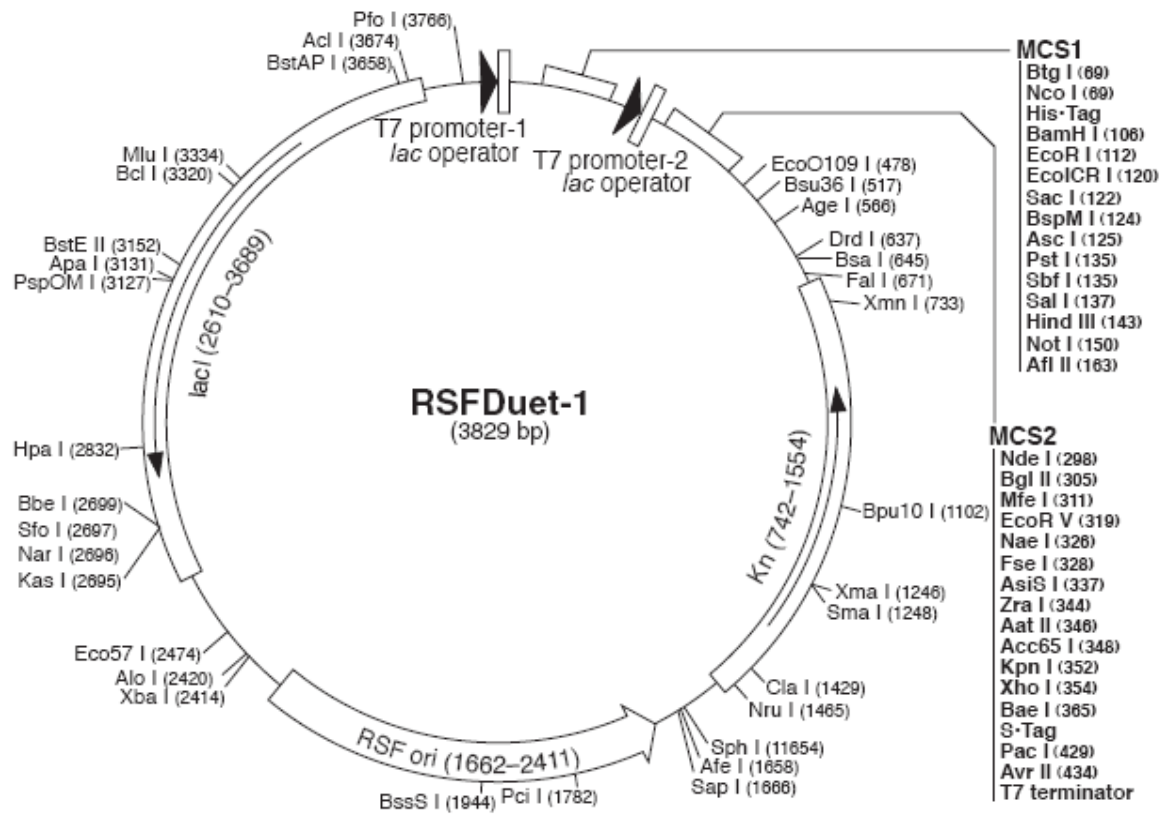 Pfo I (3766)
Acl I (3674)
BstAP I (3658)
T7 promoter-1
lac operator
T7 promoter-2
lac operator
MCS1
Btg I (69)
Nco I (69)
His•Tag
BamH I (106)
EcoR I (112)
EcoICR I (120)
Sac I (122)
BspM I (124)
Asc I (125)
Pst I (135)
Sbf I (135)
Sal I (137)
Hind III (143)
Not I (150)
Afl II (163)
EcoO109 I (478)
Bsu36 I (517)
Age I (566)
Drd I (637)
Bsa I (645)
Fal I (671)
Xmn I (733)
Mlu I (3334)
Bcl I (3320)
BstE II (3152)
Apa I (3131)
PspOM I (3127)
lacI (2610–3689)
RSFDuet-1
(3829 bp)
Kn (742–1554)
Hpa I (2832)
Bbe I (2699)
Sfo I (2697)
Nar I (2696)
Kas I (2695)
Bpu10 I (1102)
Xma I (1246)
Sma I (1248)
Cla I (1429)
Nru I (1465)
Eco57 I (2474)
Alo I (2420)
Xba I (2414)
RSF ori (1662–2411)
Sph I (11654)
Afe I (1658)
Sap I (1666)
BssS I (1944)
Pci I (1782)
MCS2
Nde I (298)
Bgl II (305)
Mfe I (311)
EcoR V (319)
Nae I (326)
Fse I (328)
AsiS I (337)
Zra I (344)
Aat II (346)
Acc65 I (348)
Kpn I (352)
Xho I (354)
Bae I (365)
S•Tag
Pac I (429)
Avr II (434)
T7 terminator